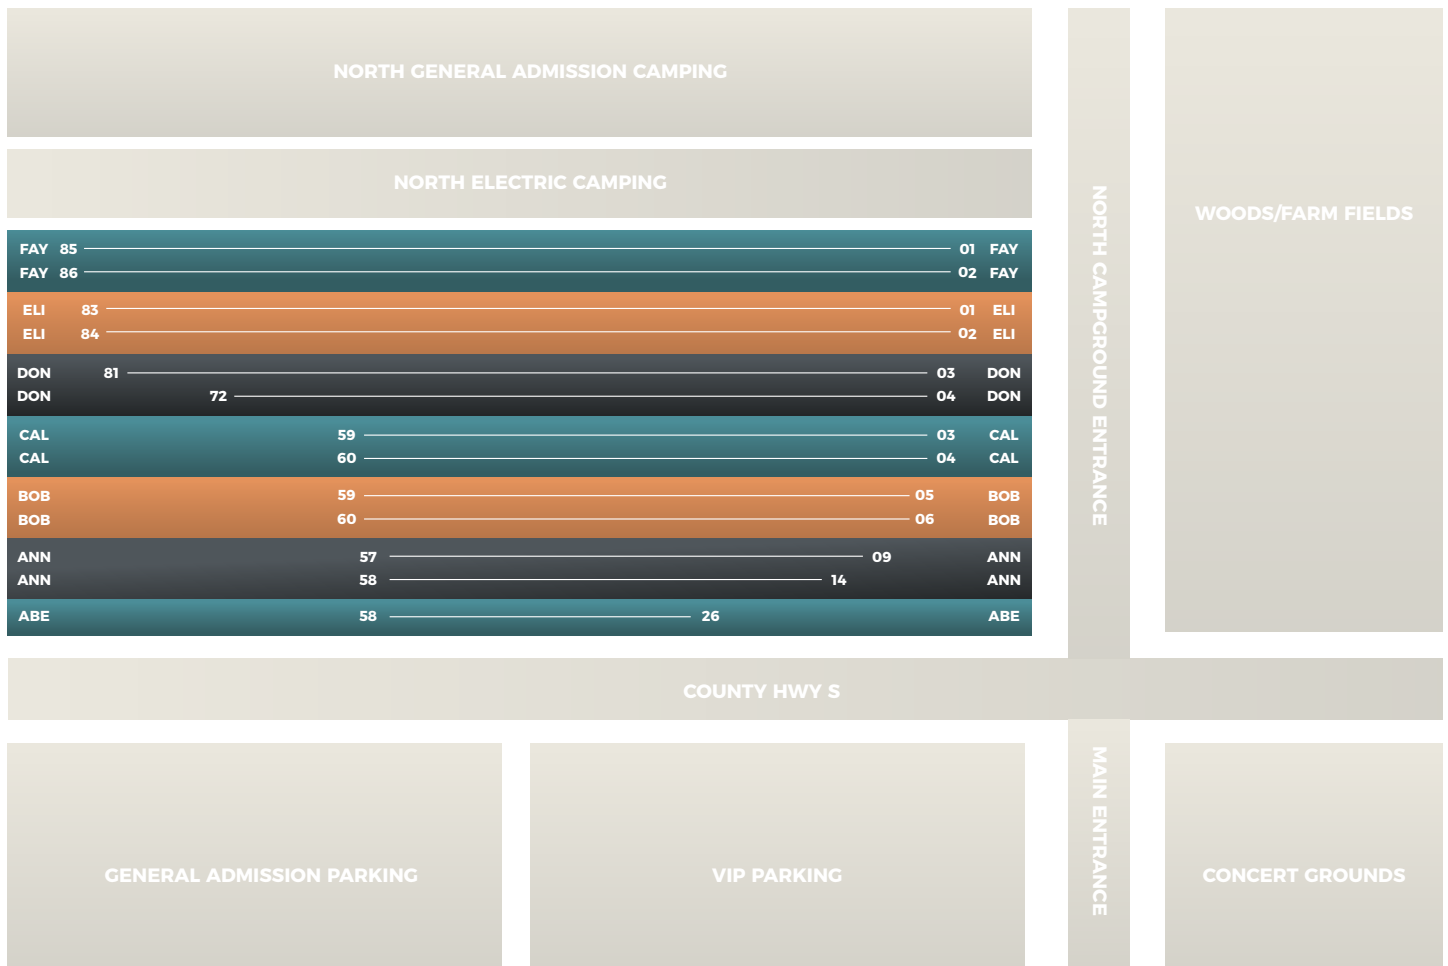 NORTH GENERAL ADMISSION CAMPING
NORTH ELECTRIC CAMPING
FAY 85 01 FAY
FAY 86 02 FAY
ELI 83 01 ELI
ELI 84 02 ELI
DON 81 03 DON
DON 72 04 DON
CAL 59 03 CAL
CAL 60 04 CAL
BOB 59 05 BOB
BOB 60 06 BOB
ANN 57 09 ANN
ANN 58 14 ANN
ABE 58 26 ABE
NORTH CAMPGROUND ENTRANCE
WOODS/FARM FIELDS
COUNTY HWY S
GENERAL ADMISSION PARKING
VIP PARKING
MAIN ENTRANCE
CONCERT GROUNDS